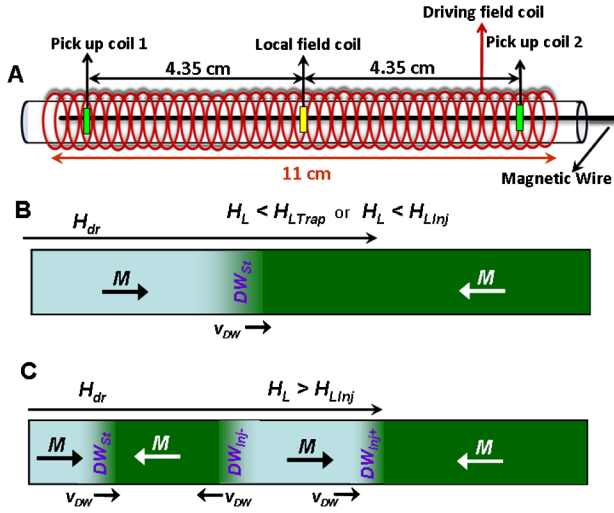 Driving field coil
Pick up coil 1
Local field coil
Pick up coil 2
A
4.35 cm
4.35 cm
11 cm
Magnetic Wire
B
H_dr
H_L < H_LTrap or H_L < H_LInj
M
DW_St
M
v_DW
C
H_dr
H_L > H_LInj
M
DW_St
M
DW_Inj-
M
DW_Inj+
M
v_DW
v_DW
v_DW